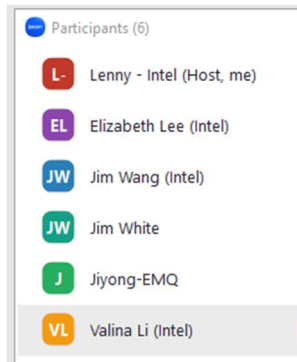 zoom Participants (6)
L- Lenny - Intel (Host, me)
EL Elizabeth Lee (Intel)
JW Jim Wang (Intel)
JW Jim White
J Jiyong-EMQ
VL Valina Li (Intel)